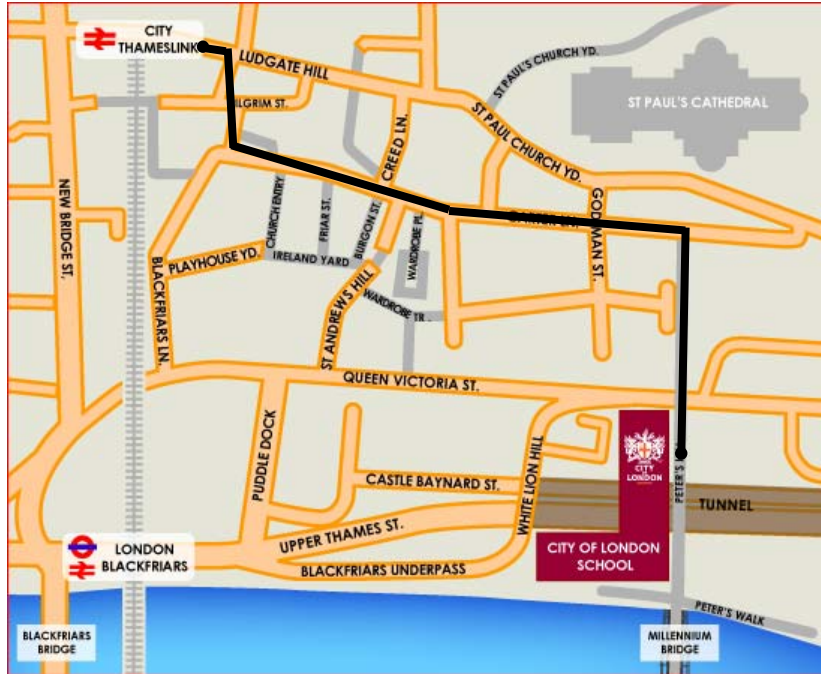 CITY
THAMESLINK
LUDGATE HILL
ST PAUL'S CHURCH YD.
ST PAUL'S CATHEDRAL
ILGRIM ST.
ST PAUL CHURCH YD.
CREED LN.
NEW BRIDGE ST.
CHURCH ENTRY
FRIAR ST.
BURGON ST.
WARDROBE PL.
GODLIMAN ST.
BLACKFRIARS LN.
PLAYHOUSE YD.
IRELAND YARD
ST ANDREWS HILL
WARDROBE TR.
QUEEN VICTORIA ST.
PUDDLE DOCK
WHITE LION HILL
CITY
OF
LONDON
PETER'S
CASTLE BAYNARD ST.
TUNNEL
UPPER THAMES ST.
LONDON
BLACKFRIARS
CITY OF LONDON
SCHOOL
BLACKFRIARS UNDERPASS
PETER'S WALK
BLACKFRIARS
BRIDGE
MILLENNIUM
BRIDGE